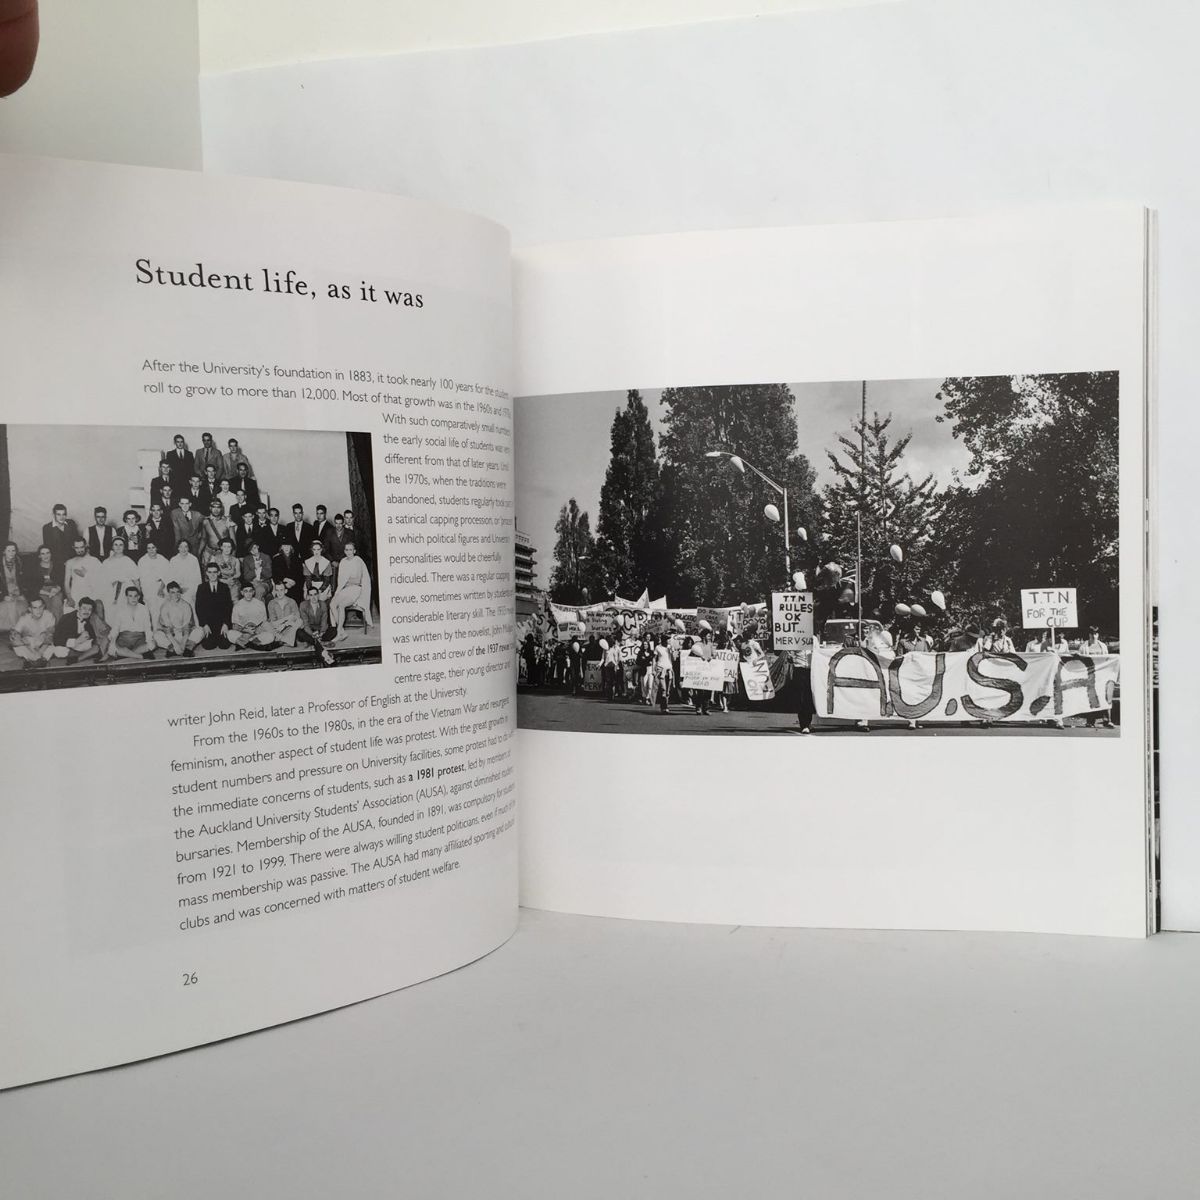 Student life, as it was
After the University's foundation in 1883, it took nearly 100 years for the student
roll to grow to more than 12,000. Most of that growth was in the 1960s and 1970s.
With such comparatively small numbers
the early social life of students was very
different from that of later years. Until
the 1970s, when the traditions were
abandoned, students regularly took part in
a satirical capping procession, or
in which political figures and University
personalities would be cheerfully
ridiculed. There was a regular capping
revue, sometimes written by students of
considerable literary skill. The
was written by the novelist, John
The cast and crew of the 1937 revue
centre stage, their young director and
writer John Reid, later a Professor of English at the University.
From the 1960s to the 1980s, in the era of the Vietnam War and resurgent
feminism, another aspect of student life was protest. With the great growth in
student numbers and pressure on University facilities, some protest had to do with
the immediate concerns of students, such as a 1981 protest, led by members of
the Auckland University Students' Association (AUSA), against diminished student
bursaries. Membership of the AUSA, founded in 1891, was compulsory for students
from 1921 to 1999. There were always willing student politicians, even if much of the
mass membership was passive. The AUSA had many affiliated sporting and cultural
clubs and was concerned with matters of student welfare.
26
TTN
RULES
OK
BUT...
MERV SUX
T.T.N.
FOR THE
CUP
STOP
A.U.S.A